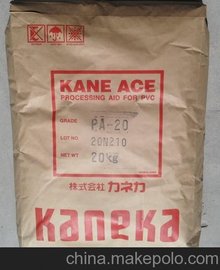 KANE ACE
PROCESSING AID FOR PVC
GRADE PA-20
LOT NO 20N210
NET WT 20kg
株式会社 カネカ
Kaneka
china.makepolo.com